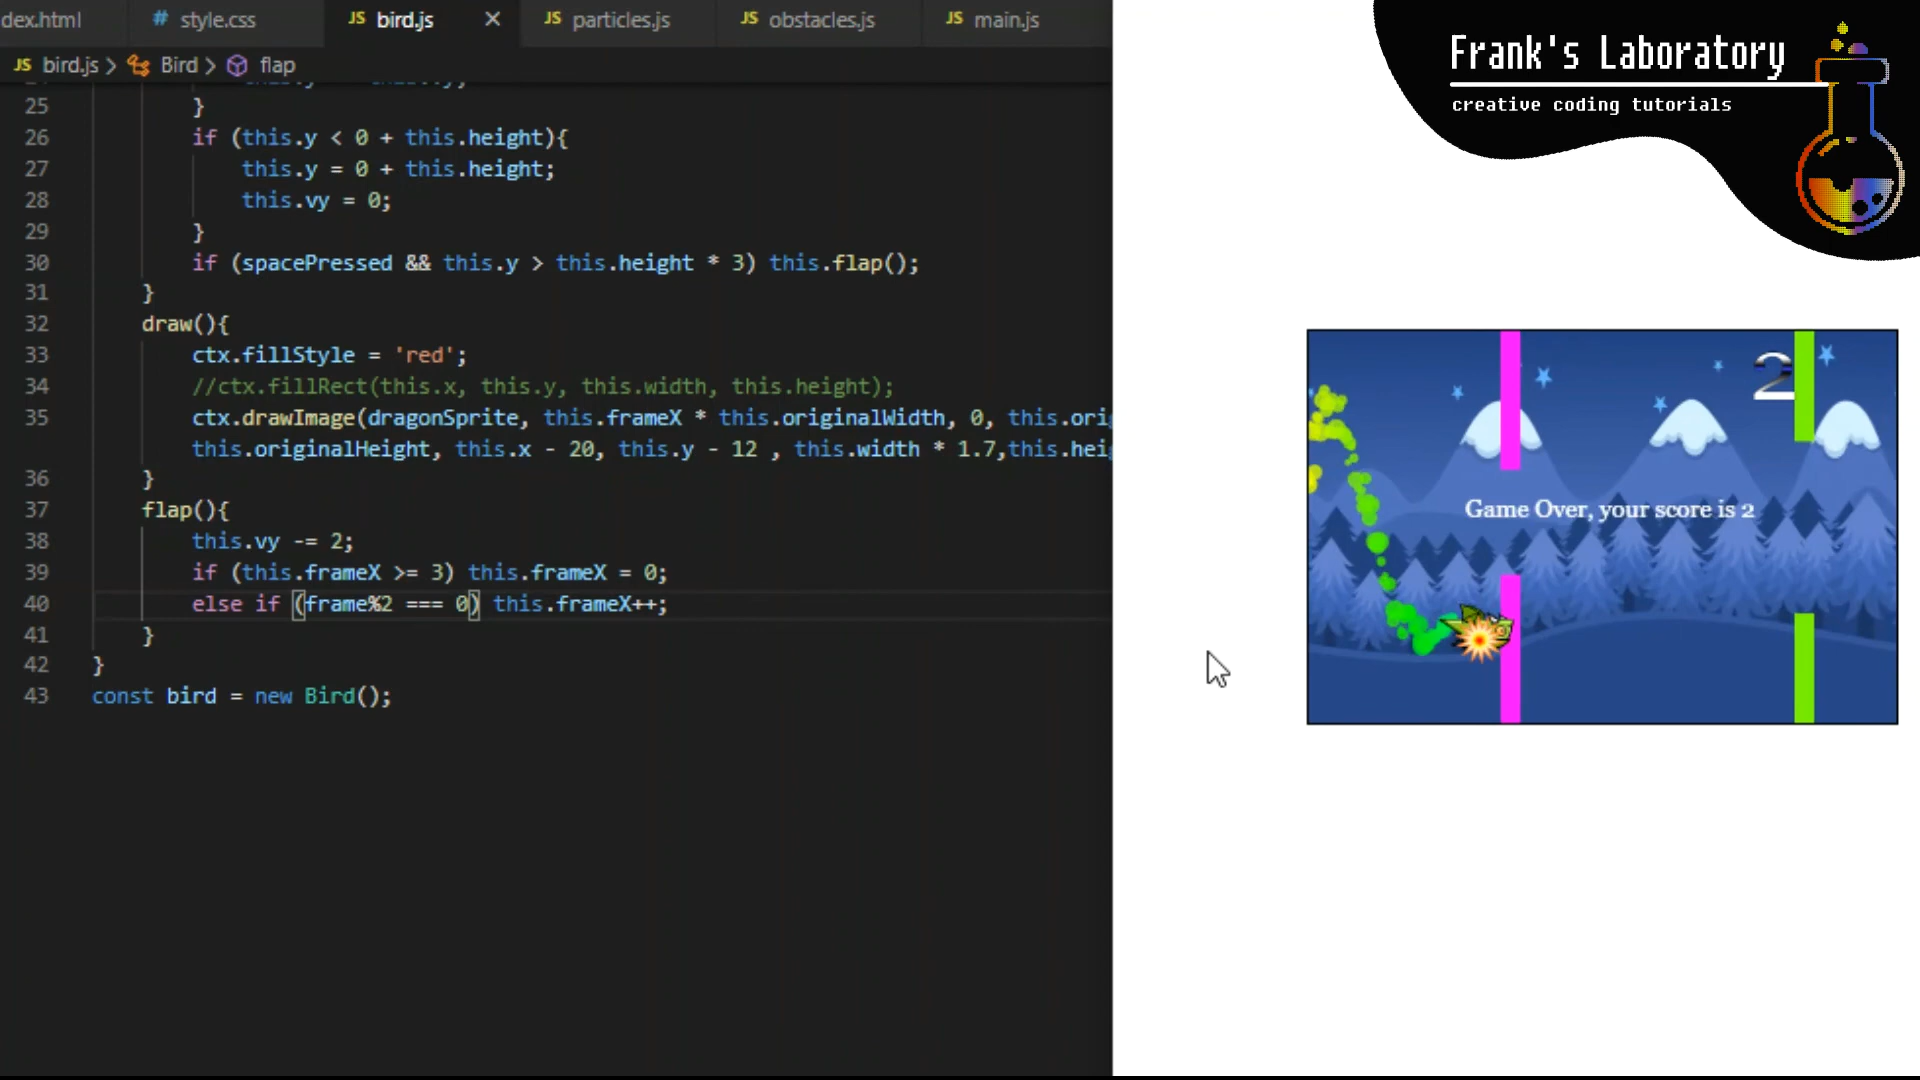 dex.html
# style.css
JS bird.js ×
JS particles.js
JS obstacles.js
JS main.js
JS bird.js > Bird > flap
25 }
26 if (this.y < 0 + this.height){
27 this.y = 0 + this.height;
28 this.vy = 0;
29 }
30 if (spacePressed && this.y > this.height * 3) this.flap();
31 }
32 draw(){
33 ctx.fillStyle = 'red';
34 //ctx.fillRect(this.x, this.y, this.width, this.height);
35 ctx.drawImage(dragonSprite, this.frameX * this.originalWidth, 0, this.ori
this.originalHeight, this.x - 20, this.y - 12 , this.width * 1.7,this.hei
36 }
37 flap(){
38 this.vy -= 2;
39 if (this.frameX >= 3) this.frameX = 0;
40 else if (frame%2 === 0) this.frameX++;
41 }
42 }
43 const bird = new Bird();
Frank's Laboratory
creative coding tutorials
2
Game Over, your score is 2